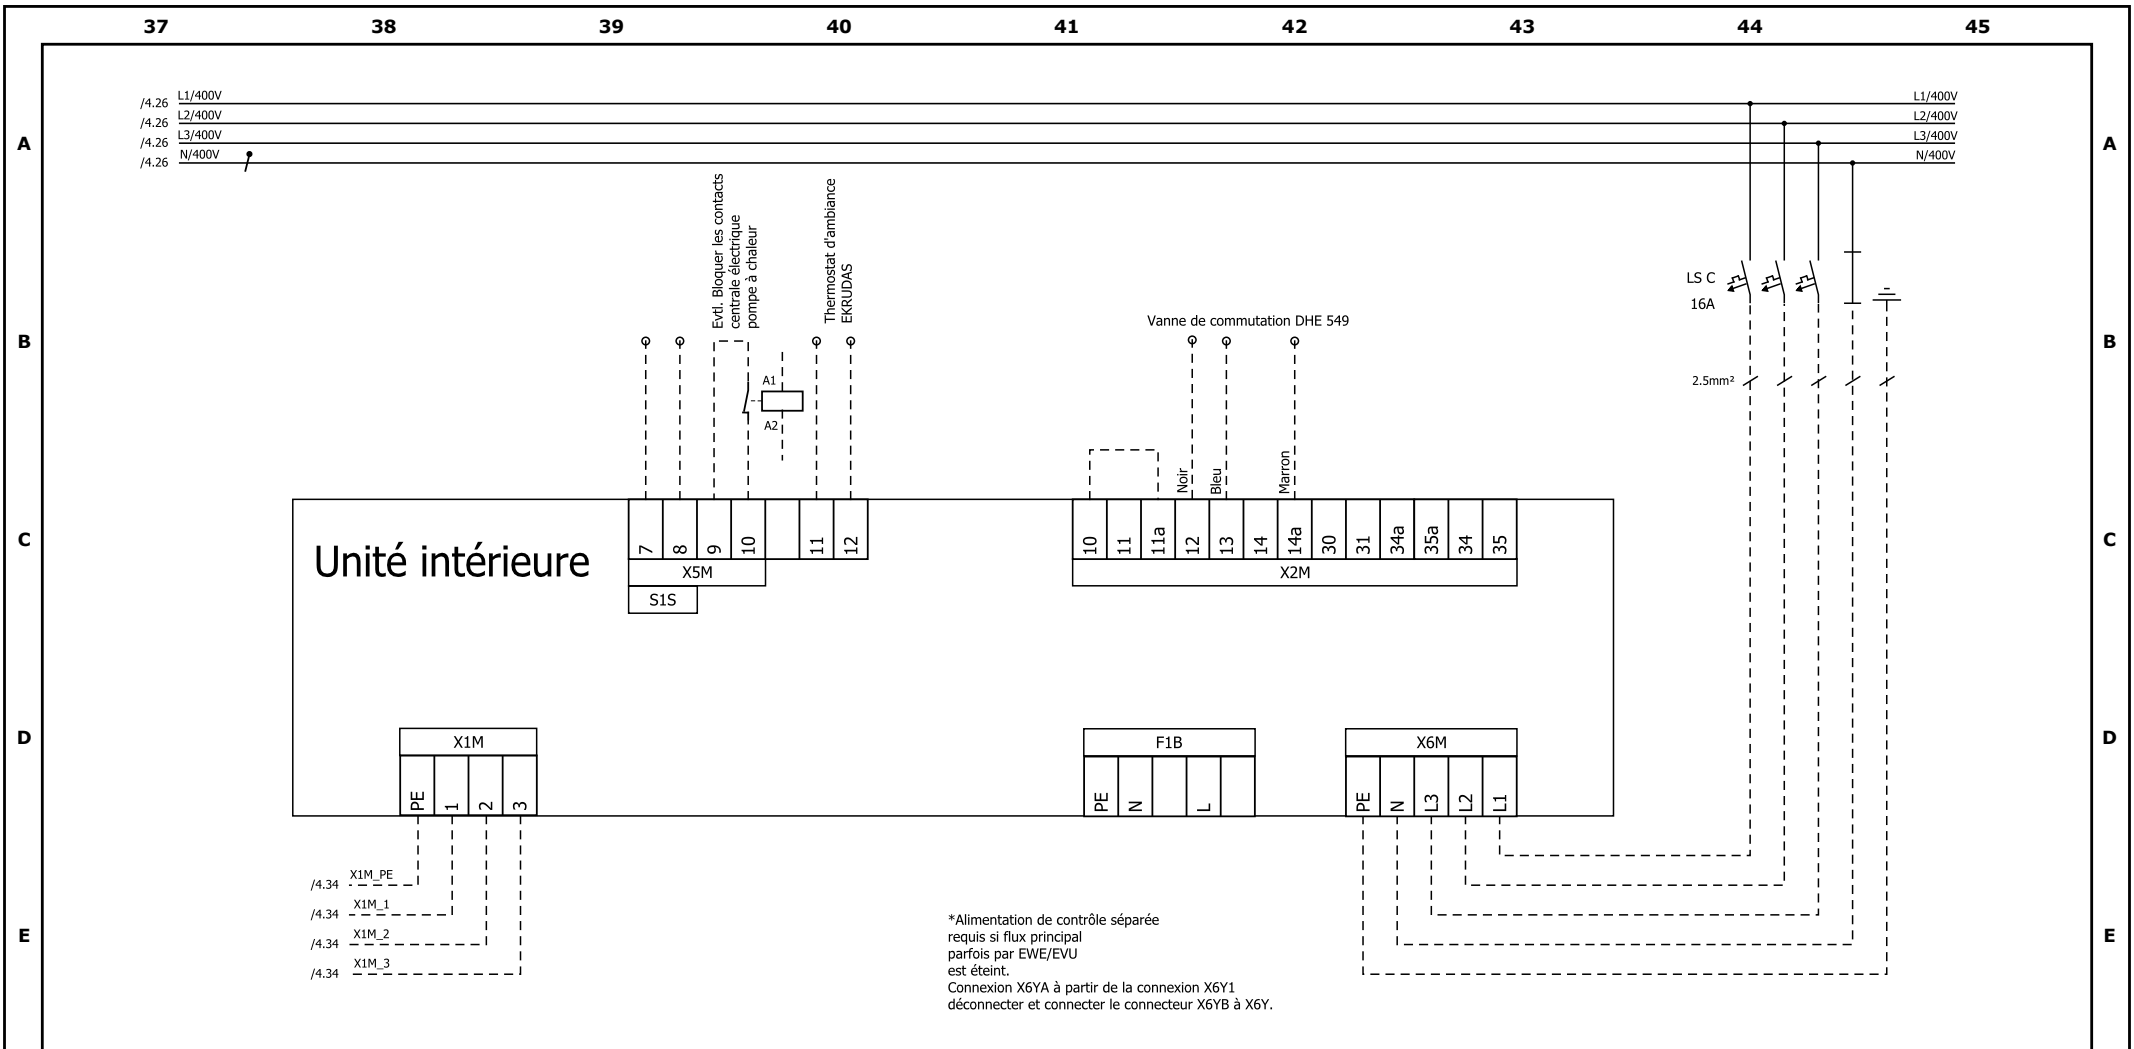 37 38 39 40 41 42 43 44 45
/4.26 L1/400V L1/400V
/4.26 L2/400V L2/400V
A /4.26 L3/400V L3/400V A
/4.26 N/400V N/400V
Evtl. Bloquer les contacts
centrale électrique
pompe à chaleur
Thermostat d'ambiance
EKRUDAS
LS C
16A
Vanne de commutation DHE 549
B B
A1
A2
2.5mm²
Noir
Bleu
Marron
C C
Unité intérieure
7 8 9 10 11 12
X5M
S1S
10 11 11a 12 13 14 14a 30 31 34a 35a 34 35
X2M
D D
X1M
PE 1 2 3
F1B
PE N L
X6M
PE N L3 L2 L1
/4.34 X1M_PE
/4.34 X1M_1
/4.34 X1M_2
/4.34 X1M_3
E E
*Alimentation de contrôle séparée
requis si flux principal
parfois par EWE/EVU
est éteint.
Connexion X6YA à partir de la connexion X6Y1
déconnecter et connecter le connecteur X6YB à X6Y.